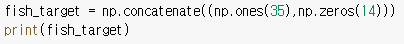 fish_target = np.concatenate((np.ones(35),np.zeros(14)))
print(fish_target)